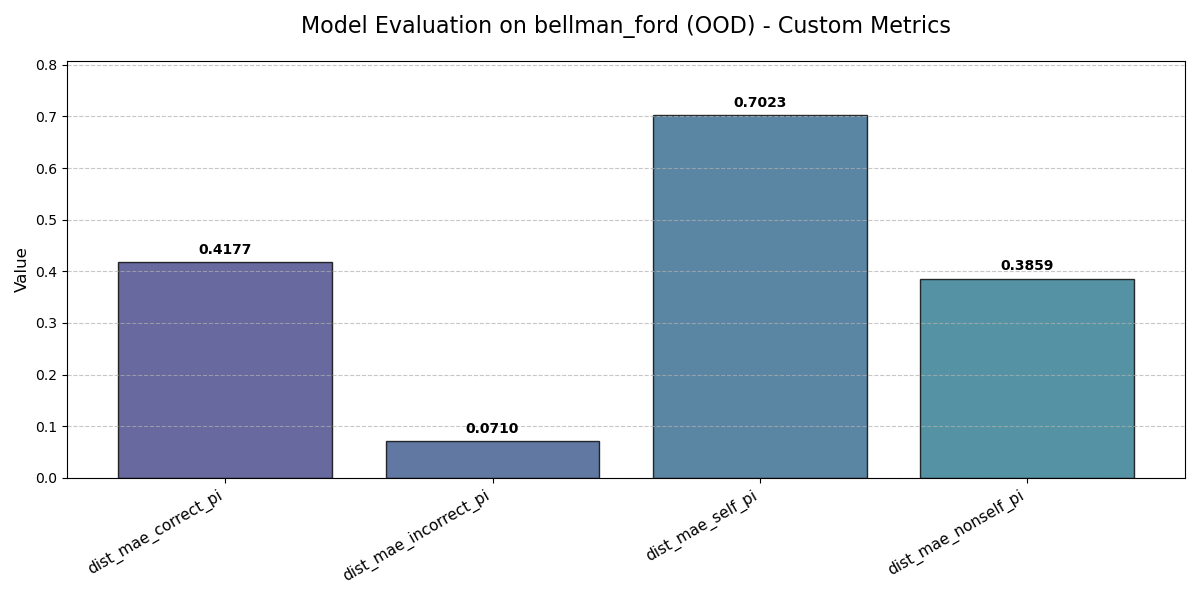 Model Evaluation on bellman_ford (OOD) - Custom Metrics
Value
0.8
0.7
0.6
0.5
0.4
0.3
0.2
0.1
0.0
0.4177
0.0710
0.7023
0.3859
dist_mae_correct_pi
dist_mae_incorrect_pi
dist_mae_self_pi
dist_mae_nonself_pi